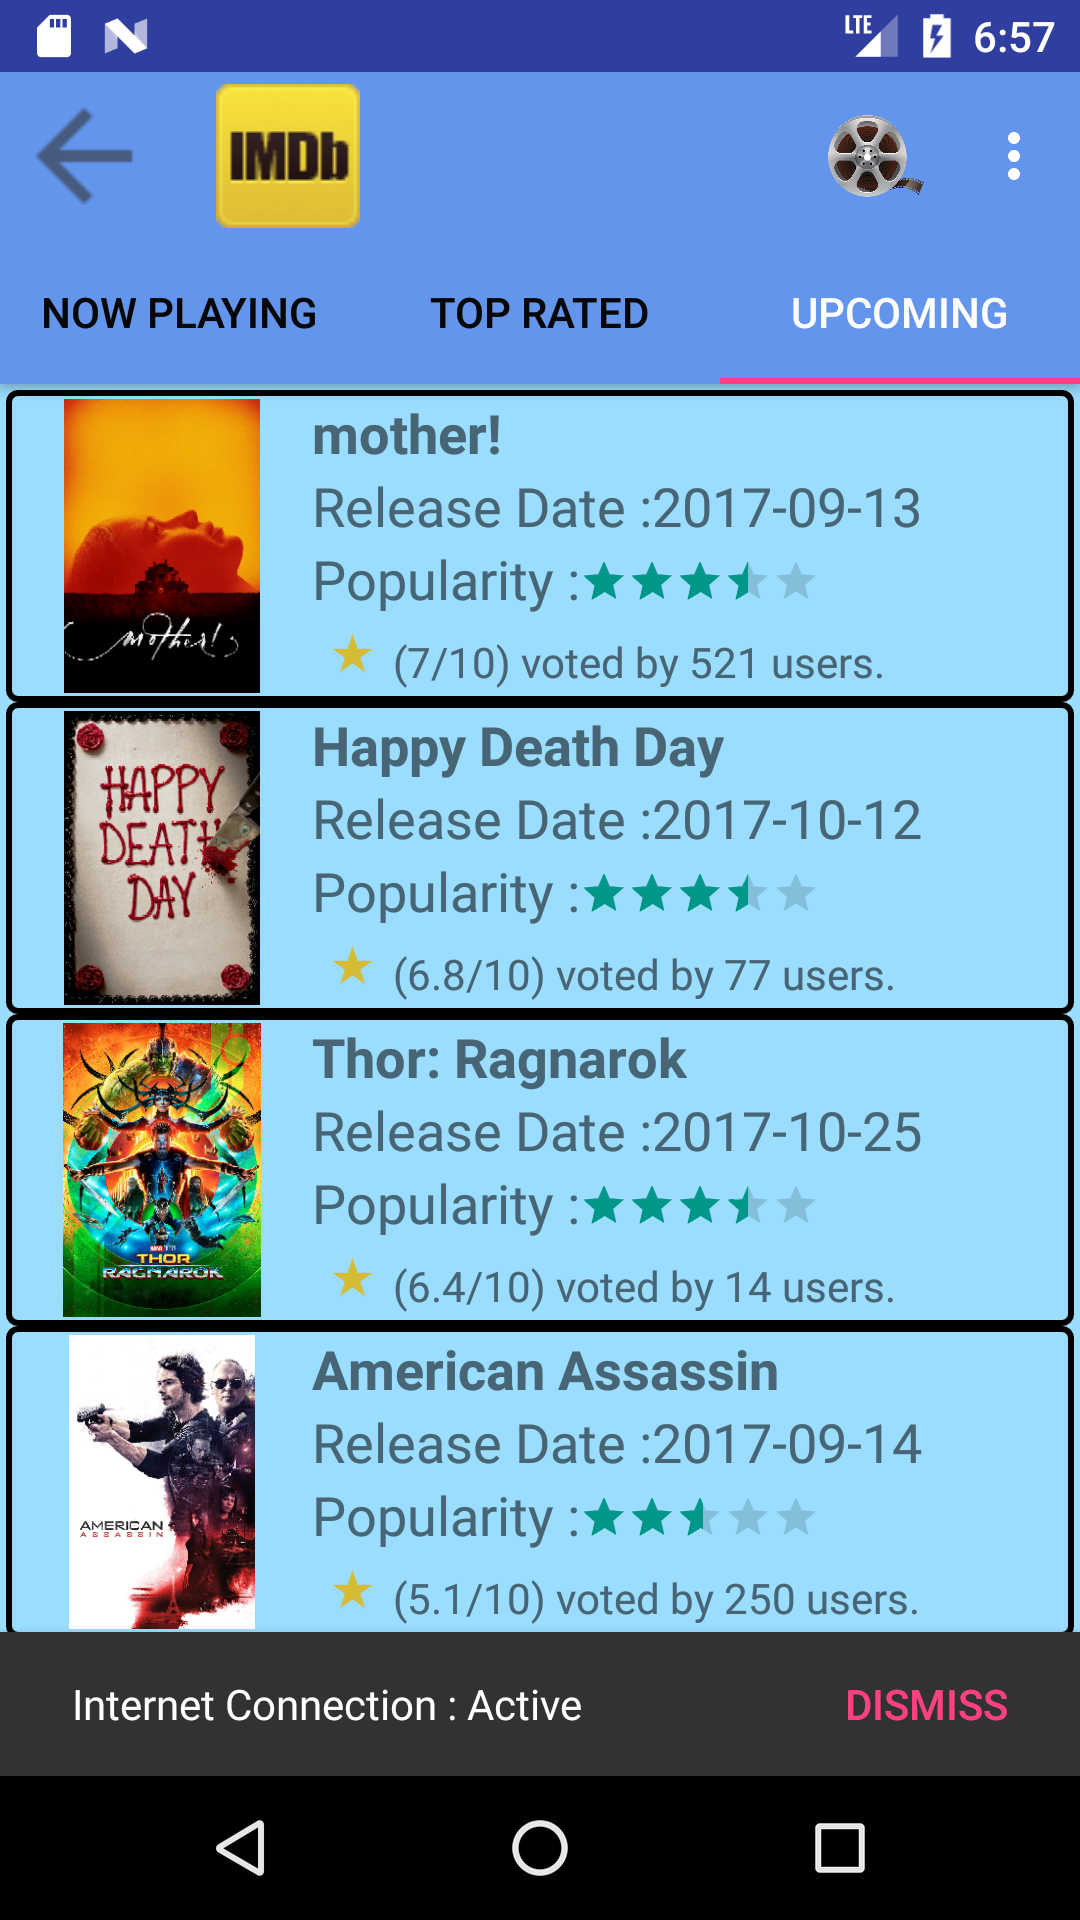 LTE 6:57
IMDb
NOW PLAYING TOP RATED UPCOMING
mother!
Release Date :2017-09-13
Popularity :
(7/10) voted by 521 users.
mother!
Happy Death Day
Release Date :2017-10-12
Popularity :
(6.8/10) voted by 77 users.
HAPPY
DEATH
DAY
Thor: Ragnarok
Release Date :2017-10-25
Popularity :
(6.4/10) voted by 14 users.
THOR
RAGNAROK
American Assassin
Release Date :2017-09-14
Popularity :
(5.1/10) voted by 250 users.
AMERICAN
ASSASSIN
Internet Connection : Active DISMISS